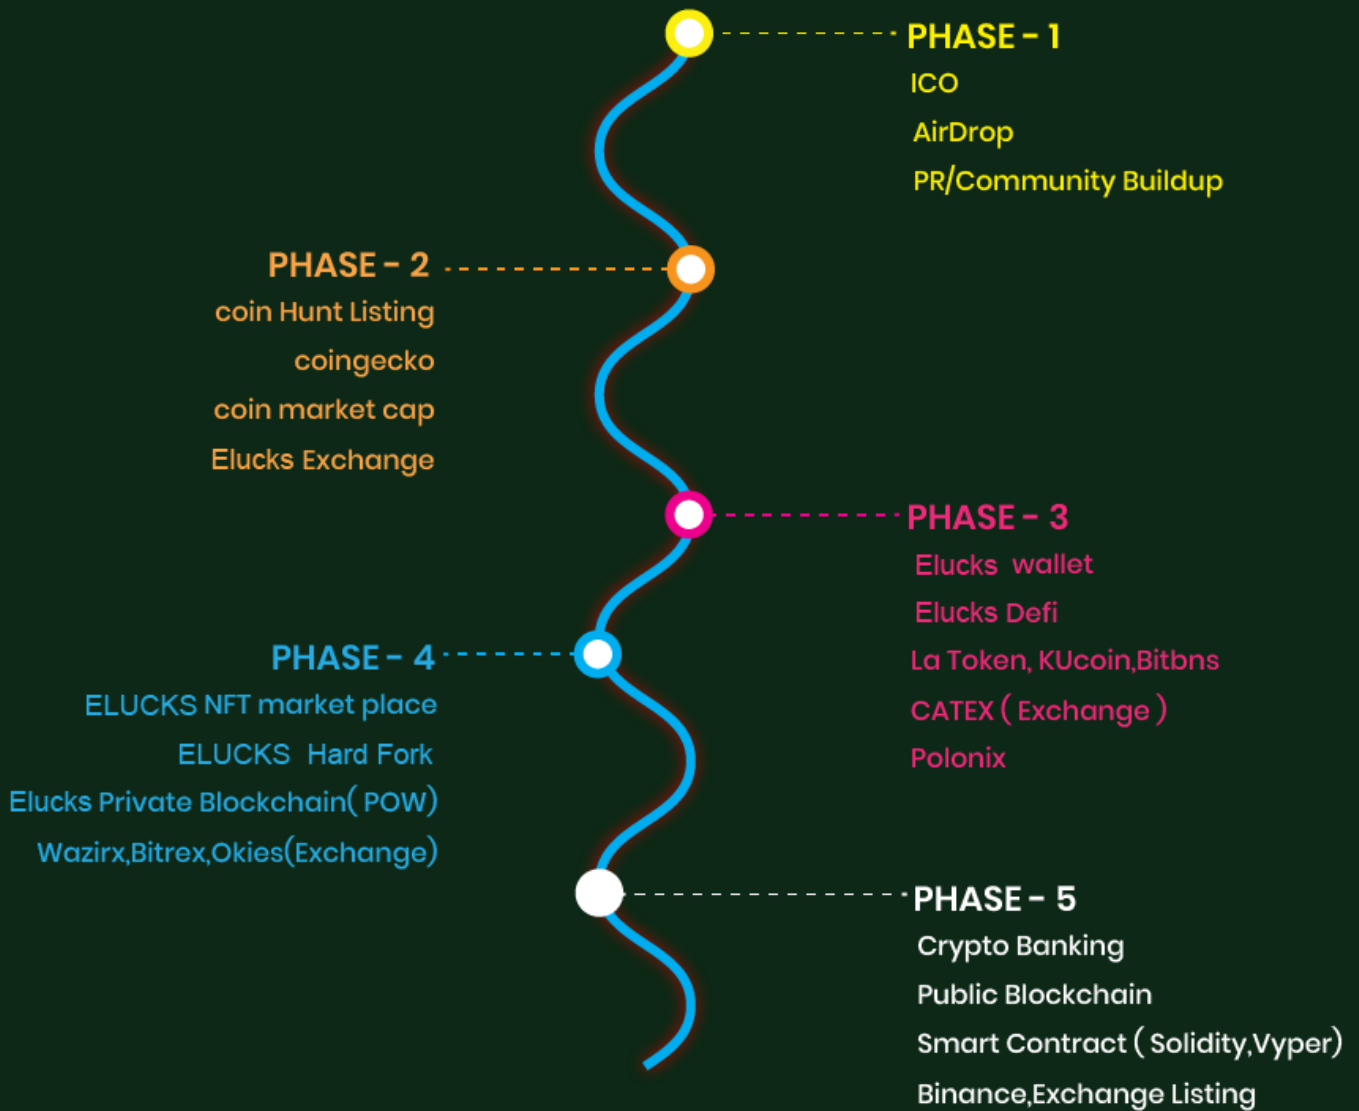 PHASE - 1
ICO
AirDrop
PR/Community Buildup
PHASE - 2
coin Hunt Listing
coingecko
coin market cap
Elucks Exchange
PHASE - 3
Elucks wallet
Elucks Defi
La Token, KUcoin,Bitbns
CATEX ( Exchange )
Polonix
PHASE - 4
ELUCKS NFT market place
ELUCKS Hard Fork
Elucks Private Blockchain( POW)
Wazirx,Bitrex,Okies(Exchange)
PHASE - 5
Crypto Banking
Public Blockchain
Smart Contract ( Solidity,Vyper)
Binance,Exchange Listing